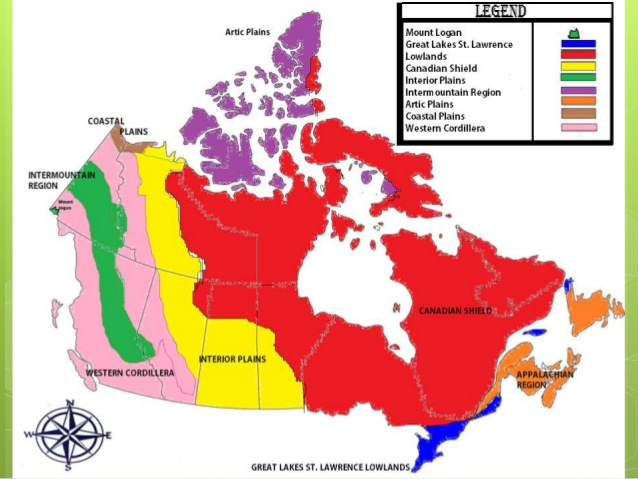 LEGEND
Mount Logan
Great Lakes St. Lawrence
Lowlands
Canadian Shield
Interior Plains
Intermountain Region
Artic Plains
Coastal Plains
Western Cordillera
Artic Plains
COASTAL
PLAINS
INTERMOUNTAIN
REGION
Mount
logan
CANADIAN SHIELD
INTERIOR PLAINS
WESTERN CORDILLERA
APPALACHIAN
REGION
N
W E
S
GREAT LAKES ST. LAWRENCE LOWLANDS